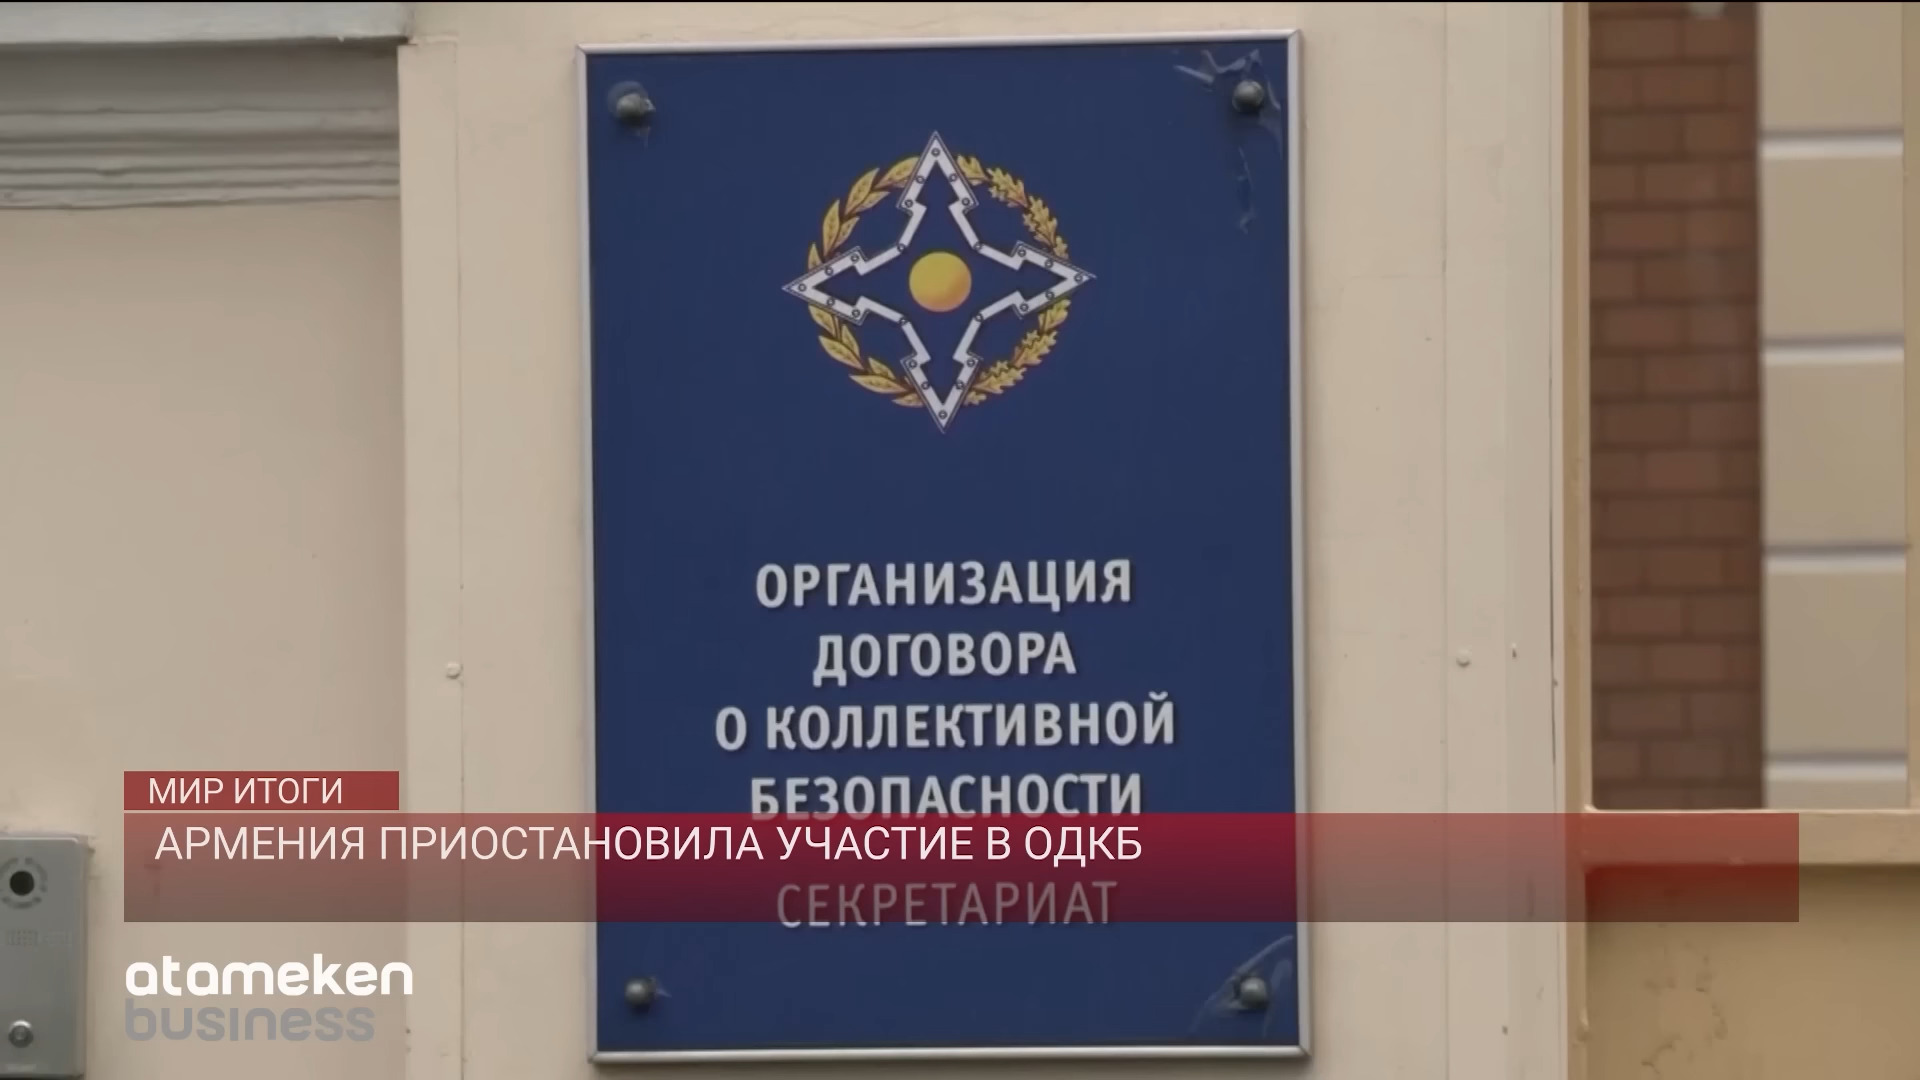 ОРГАНИЗАЦИЯ
ДОГОВОРА
О КОЛЛЕКТИВНОЙ
БЕЗОПАСНОСТИ
СЕКРЕТАРИАТ
МИР ИТОГИ
АРМЕНИЯ ПРИОСТАНОВИЛА УЧАСТИЕ В ОДКБ
atameken
business